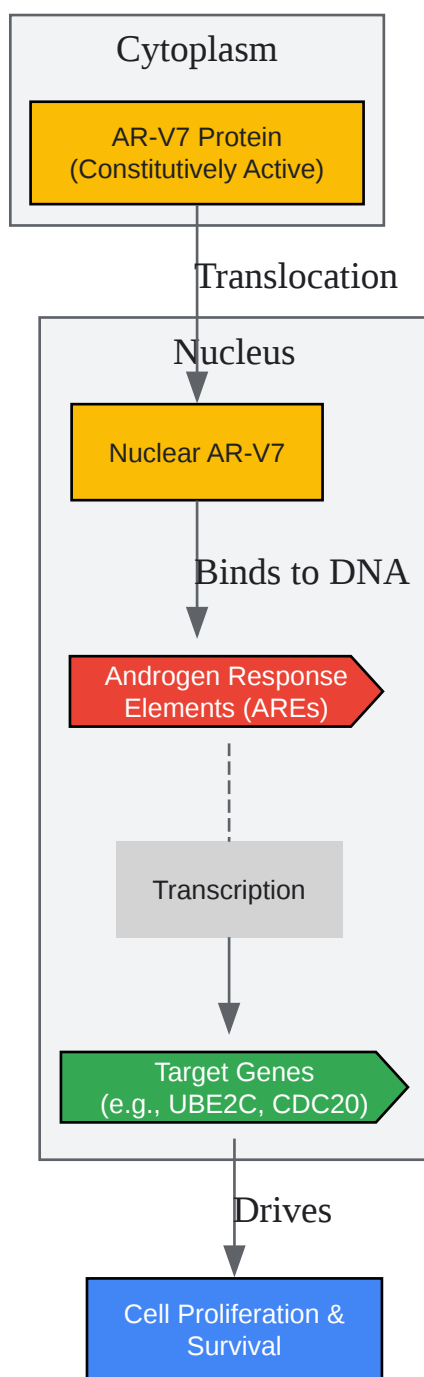 Cytoplasm
AR-V7 Protein
(Constitutively Active)
Translocation
Nucleus
Nuclear AR-V7
Binds to DNA
Androgen Response
Elements (AREs)
Transcription
Target Genes
(e.g., UBE2C, CDC20)
Drives
Cell Proliferation &
Survival